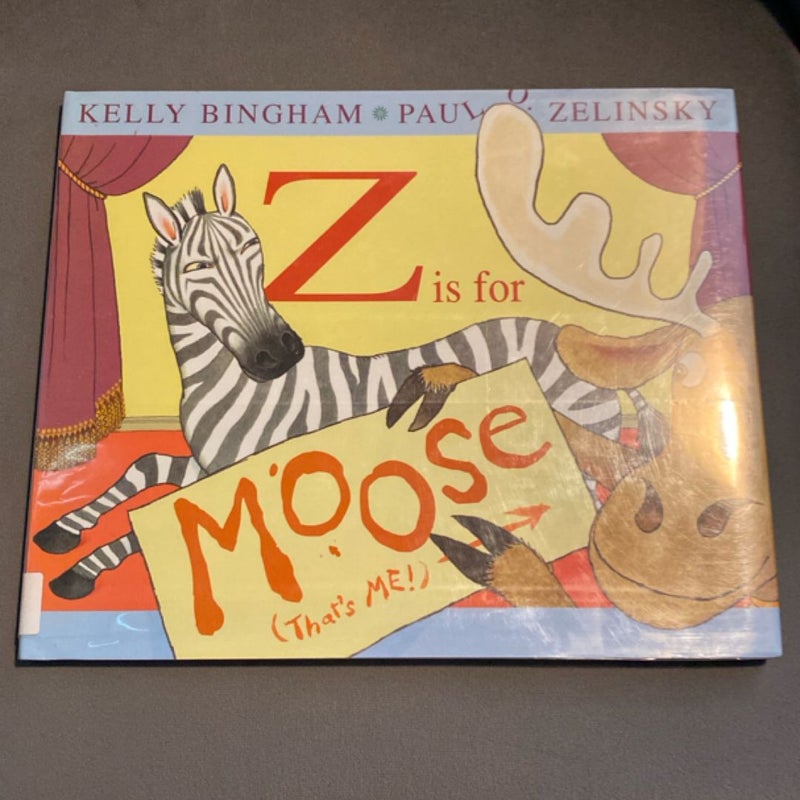 KELLY BINGHAM ✺ PAUL O. ZELINSKY
Z is for
MOOSE
(That's ME!)